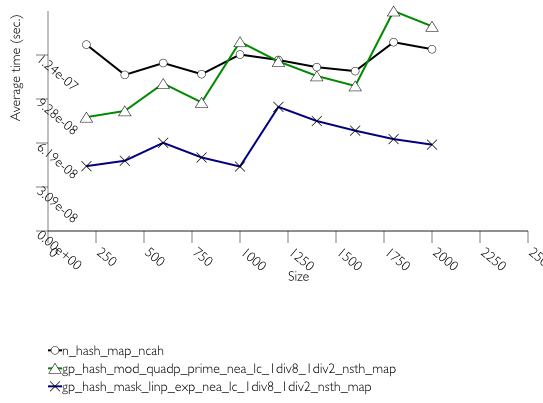 Average time (sec.)
1.24e-07
9.28e-08
6.19e-08
3.09e-08
0.00e+00
0
250
500
750
1000
1250
1500
1750
2000
2250
2500
Size
n_hash_map_ncah
gp_hash_mod_quadp_prime_nea_lc_1div8_1div2_nsth_map
gp_hash_mask_linp_exp_nea_lc_1div8_1div2_nsth_map